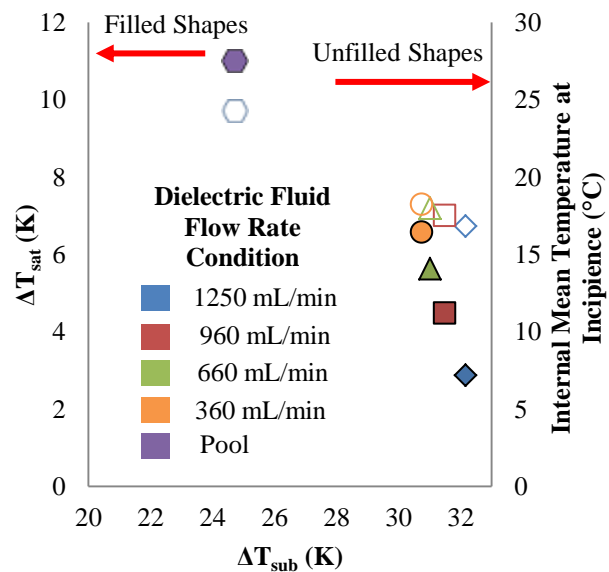 Filled Shapes
Unfilled Shapes
12
10
8
6
4
2
0
ΔTsat (K)
Dielectric Fluid
Flow Rate
Condition
1250 mL/min
960 mL/min
660 mL/min
360 mL/min
Pool
30
25
20
15
10
5
0
Internal Mean Temperature at
Incipience (°C)
20 22 24 26 28 30 32
ΔTsub (K)